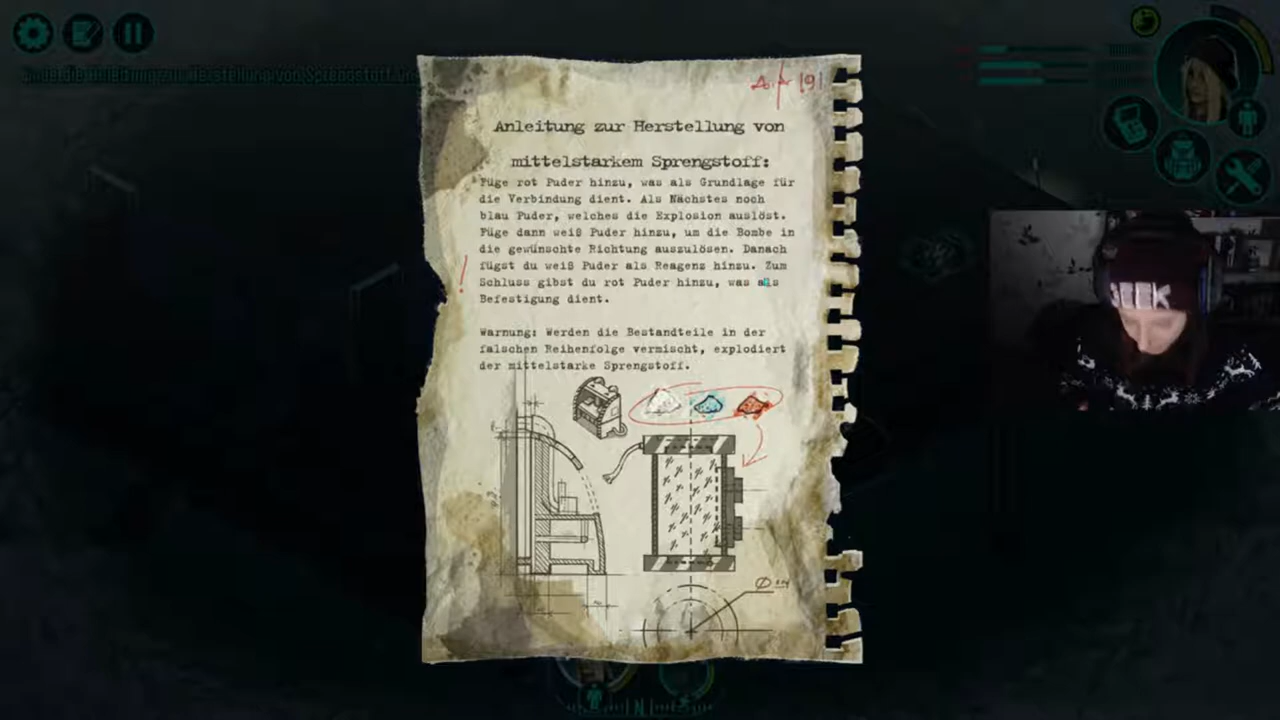 Anleitung zur Herstellung von
mittelstarkem Sprengstoff:
Füge rot Puder hinzu, was als Grundlage für
die Verbindung dient. Als Nächstes noch
blau Puder, welches die Explosion auslöst.
Füge dann weiß Puder hinzu, um die Bombe in
die gewünschte Richtung auszulösen. Danach
fügst du weiß Puder als Reagenz hinzu. Zum
Schluss gibst du rot Puder hinzu, was als
Befestigung dient.
Warnung: Werden die Bestandteile in der
falschen Reihenfolge vermischt, explodiert
der mittelstarke Sprengstoff.
GEEK
N